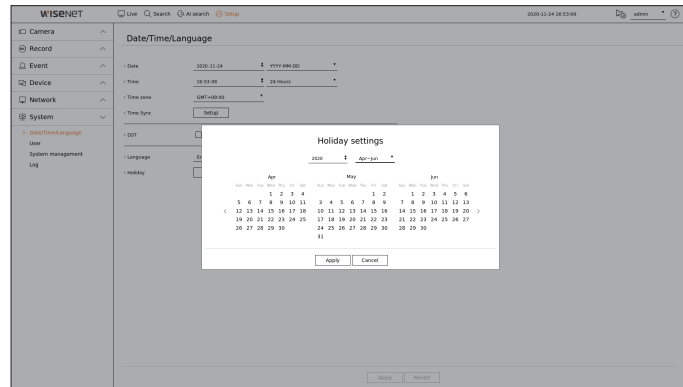 WISENET
Live Search AI search Setup 2020-11-24 16:53:09 admin ?
Camera
Record
Event
Device
Network
System
Date/Time/Language
User
System management
Log
Date/Time/Language
Date 2020-11-24 YYYY-MM-DD
Time 16:53:08 24 Hours
Time zone GMT+09:00
Time Sync. Setup
DST
Language En
Holiday
Holiday settings
2020 Apr~Jun
Apr May Jun
Sun Mon Tue Wed Thu Fri Sat Sun Mon Tue Wed Thu Fri Sat Sun Mon Tue Wed Thu Fri Sat
1 2 3 4 1 2 1 2 3 4 5 6
5 6 7 8 9 10 11 3 4 5 6 7 8 9 7 8 9 10 11 12 13
< 12 13 14 15 16 17 18 10 11 12 13 14 15 16 14 15 16 17 18 19 20 >
19 20 21 22 23 24 25 17 18 19 20 21 22 23 21 22 23 24 25 26 27
26 27 28 29 30 24 25 26 27 28 29 30 28 29 30
31
Apply Cancel
Apply Revert